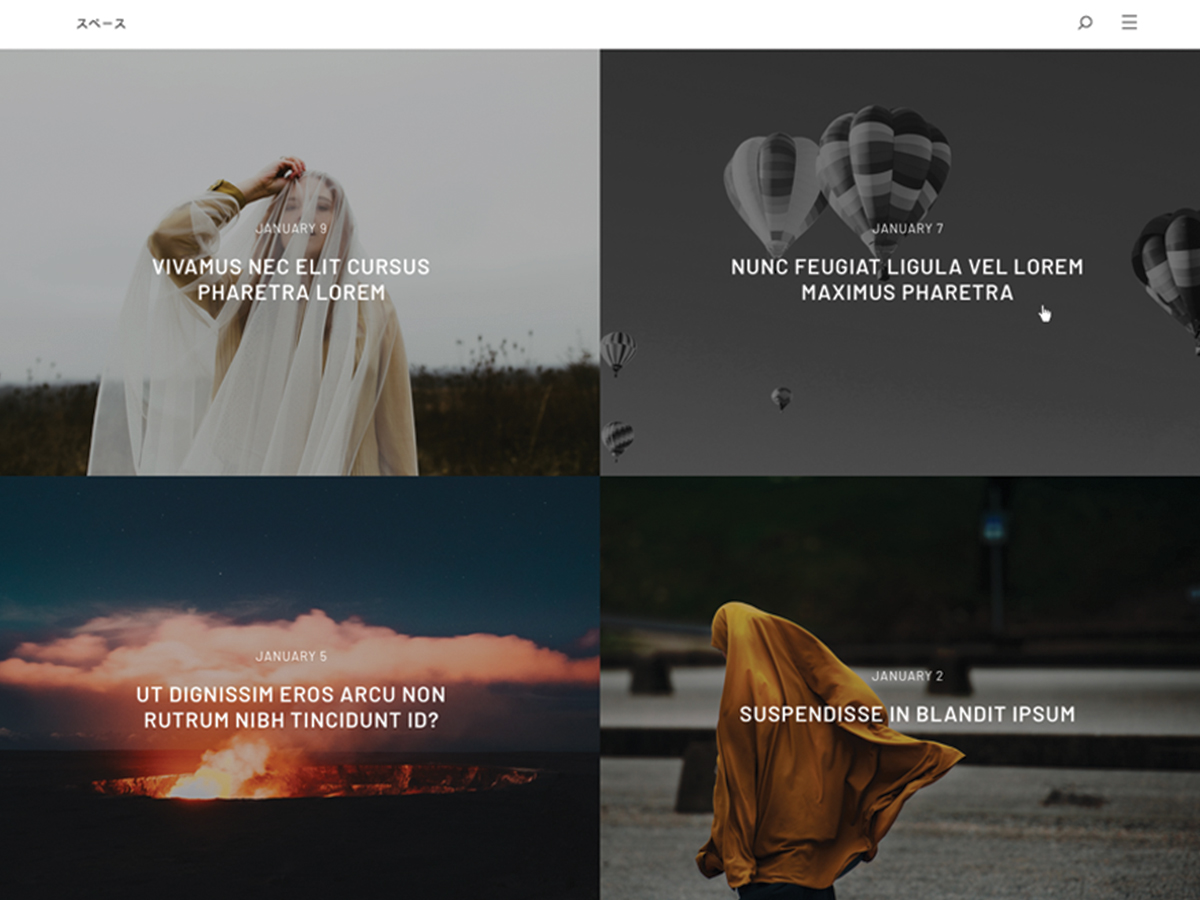 スペース
JANUARY 9
VIVAMUS NEC ELIT CURSUS
PHARETRA LOREM
JANUARY 7
NUNC FEUGIAT LIGULA VEL LOREM
MAXIMUS PHARETRA
JANUARY 5
UT DIGNISSIM EROS ARCU NON
RUTRUM NIBH TINCIDUNT ID?
JANUARY 2
SUSPENDISSE IN BLANDIT IPSUM